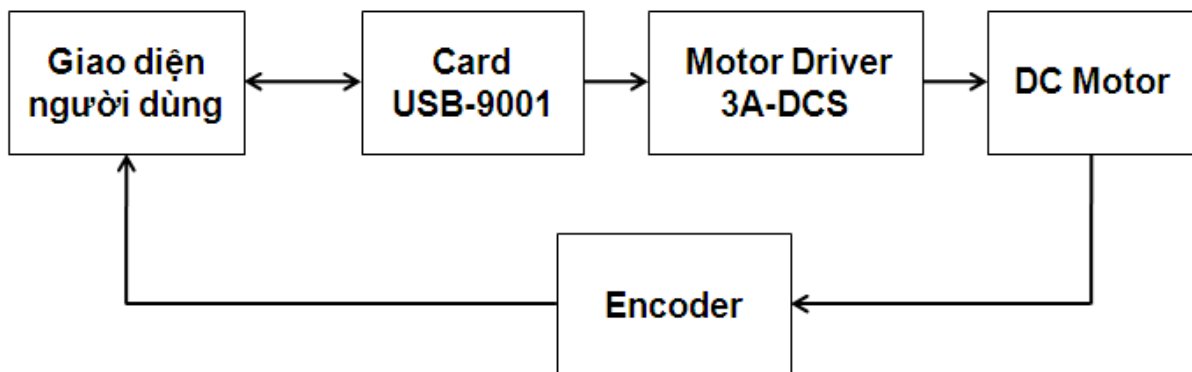 Giao diện
người dùng
Card
USB-9001
Motor Driver
3A-DCS
DC Motor
Encoder